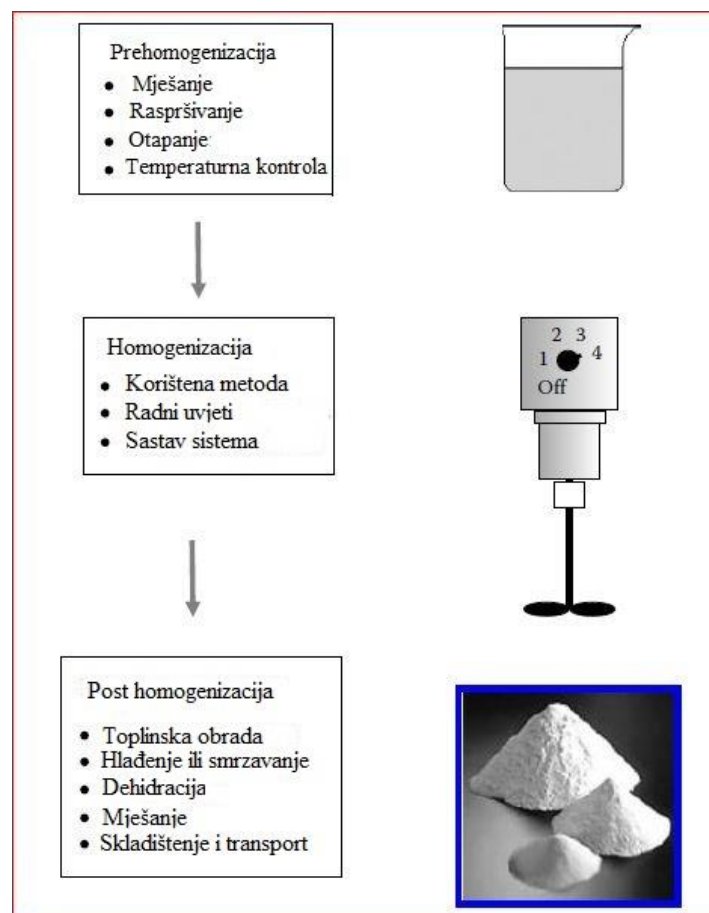 Prehomogenizacija
• Mješanje
• Raspršivanje
• Otapanje
• Temperaturna kontrola
Homogenizacija
• Korištena metoda
• Radni uvjeti
• Sastav sistema
2 3
1 4
Off
Post homogenizacija
• Toplinska obrada
• Hlađenje ili smrzavanje
• Dehidracija
• Mješanje
• Skladištenje i transport